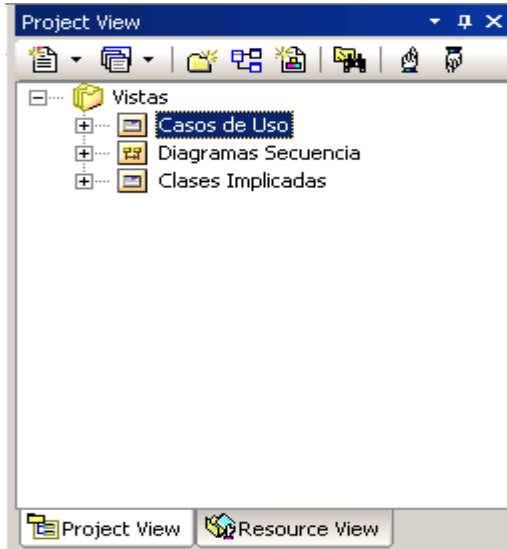 Project View
Vistas
Casos de Uso
Diagramas Secuencia
Clases Implicadas
Project View
Resource View